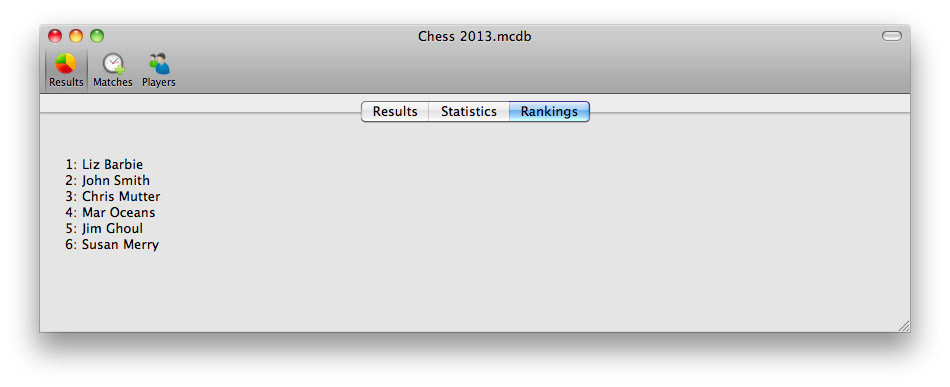 Chess 2013.mcdb
Results Matches Players
Results Statistics Rankings
1: Liz Barbie
2: John Smith
3: Chris Mutter
4: Mar Oceans
5: Jim Ghoul
6: Susan Merry